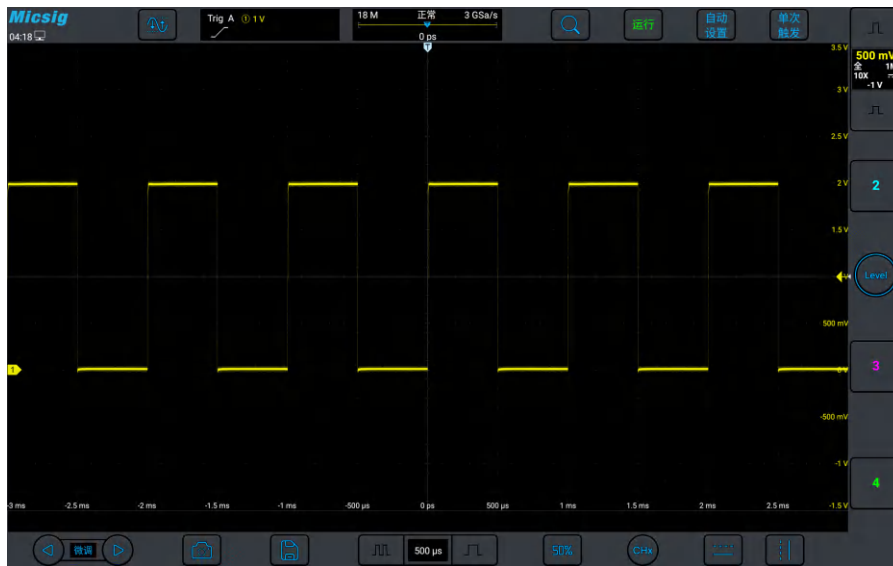 Micsig
04:18
Trig A ① 1 V
18 M 正常 3 GSa/s
0 ps
运行
自动
设置
单次
触发
T
3.5 V
500 mV
全 1M
10X
-1 V
3 V
2.5 V
2 V
2
1.5 V
Level
500 mV
1
0 V
3
-500 mV
-1 V
4
-3 ms -2.5 ms -2 ms -1.5 ms -1 ms -500 µs 0 ps 500 µs 1 ms 1.5 ms 2 ms 2.5 ms -1.5 V
微调
500 µs
50%
CHx